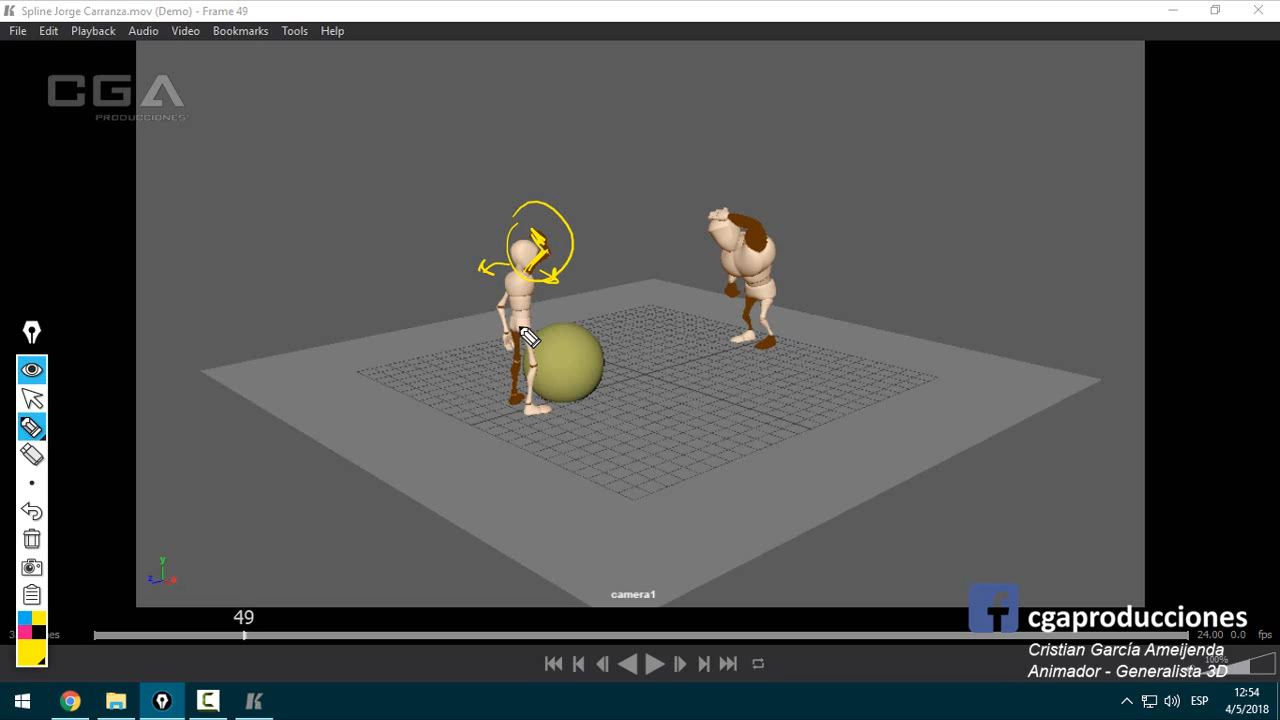 Spline Jorge Carranza.mov (Demo) - Frame 49
File Edit Playback Audio Video Bookmarks Tools Help
CGA
PRODUCCIONES
y
z x
camera1
49
24.00 0.0 fps
f cgaproducciones
Cristian García Ameijenda
Animador - Generalista 3D
100%
ESP
12:54
4/5/2018